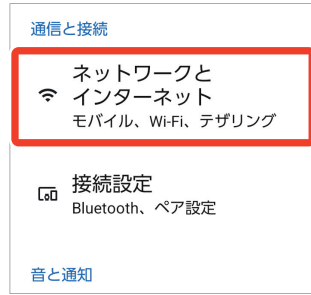 通信と接続
ネットワークと
インターネット
モバイル、Wi-Fi、テザリング
接続設定
Bluetooth、ペア設定
音と通知